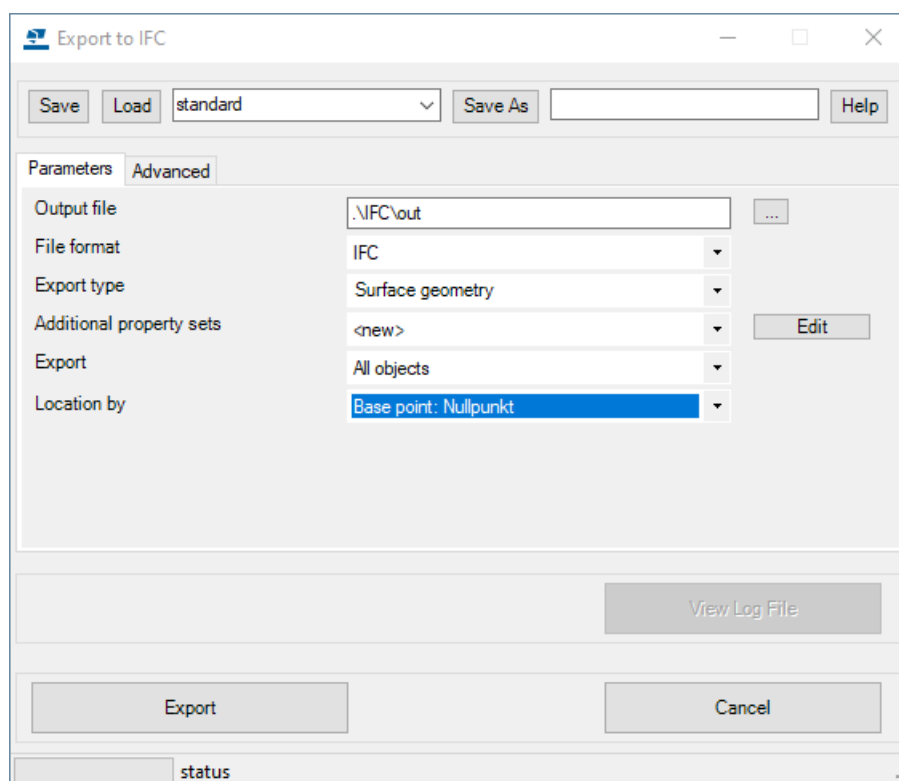 Export to IFC
Save Load standard Save As Help
Parameters Advanced
Output file .\IFC\out ...
File format IFC
Export type Surface geometry
Additional property sets <new> Edit
Export All objects
Location by Base point: Nullpunkt
View Log File
Export Cancel
status